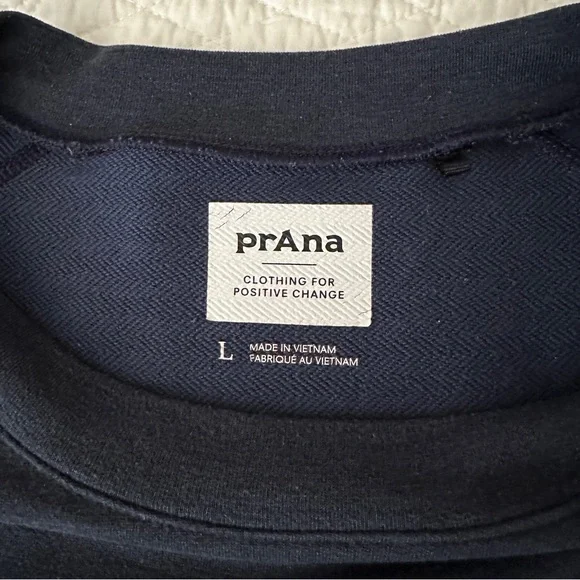 prAna
CLOTHING FOR
POSITIVE CHANGE
L
MADE IN VIETNAM
FABRIQUÉ AU VIETNAM